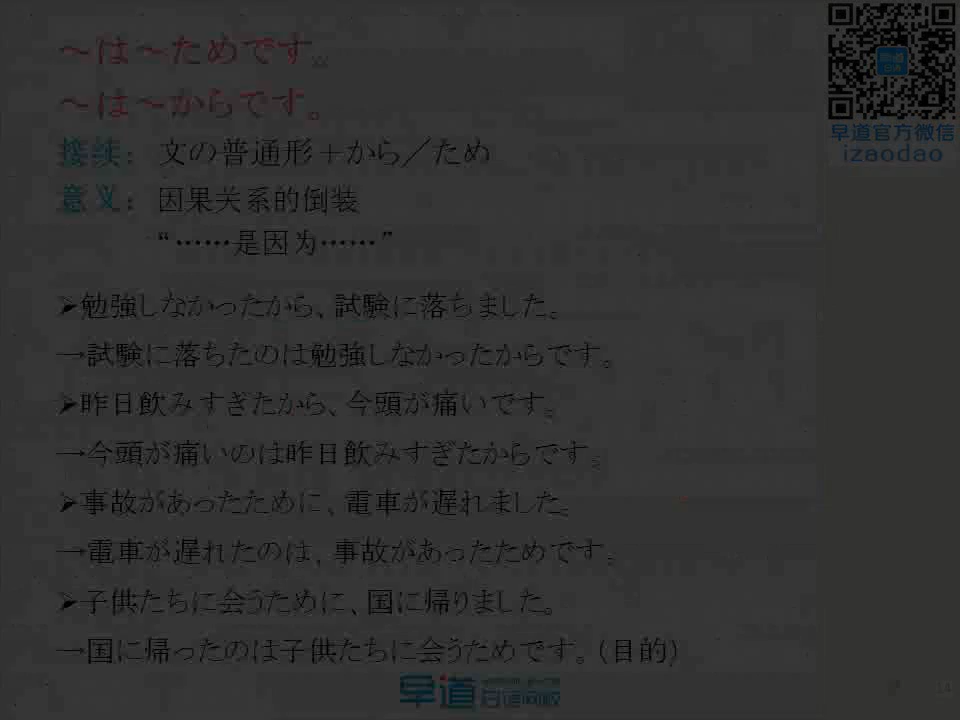 ～は～ためです。
～は～からです。
接续：文の普通形＋から／ため
意义：因果关系的倒装
“……是因为……”
➢勉強しなかったから、試験に落ちました。
→試験に落ちたのは勉強しなかったからです。
➢昨日飲みすぎたから、今頭が痛いです。
→今頭が痛いのは昨日飲みすぎたからです。
➢事故があったために、電車が遅れました。
→電車が遅れたのは、事故があったためです。
➢子供たちに会うために、国に帰りました。
→国に帰ったのは子供たちに会うためです。（目的）
早道官方微信
izaodao
早道日语网校